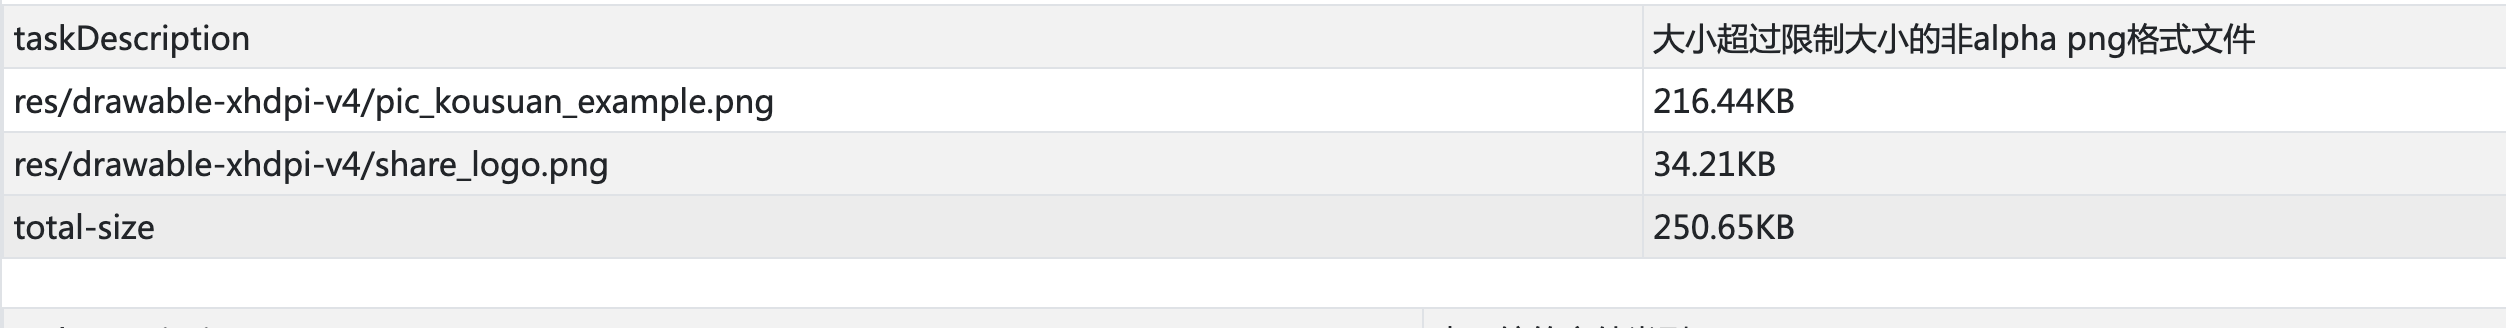 taskDescription 大小超过限制大小的非alpha png格式文件
res/drawable-xhdpi-v4/pic_kousuan_example.png 216.44KB
res/drawable-xhdpi-v4/share_logo.png 34.21KB
total-size 250.65KB